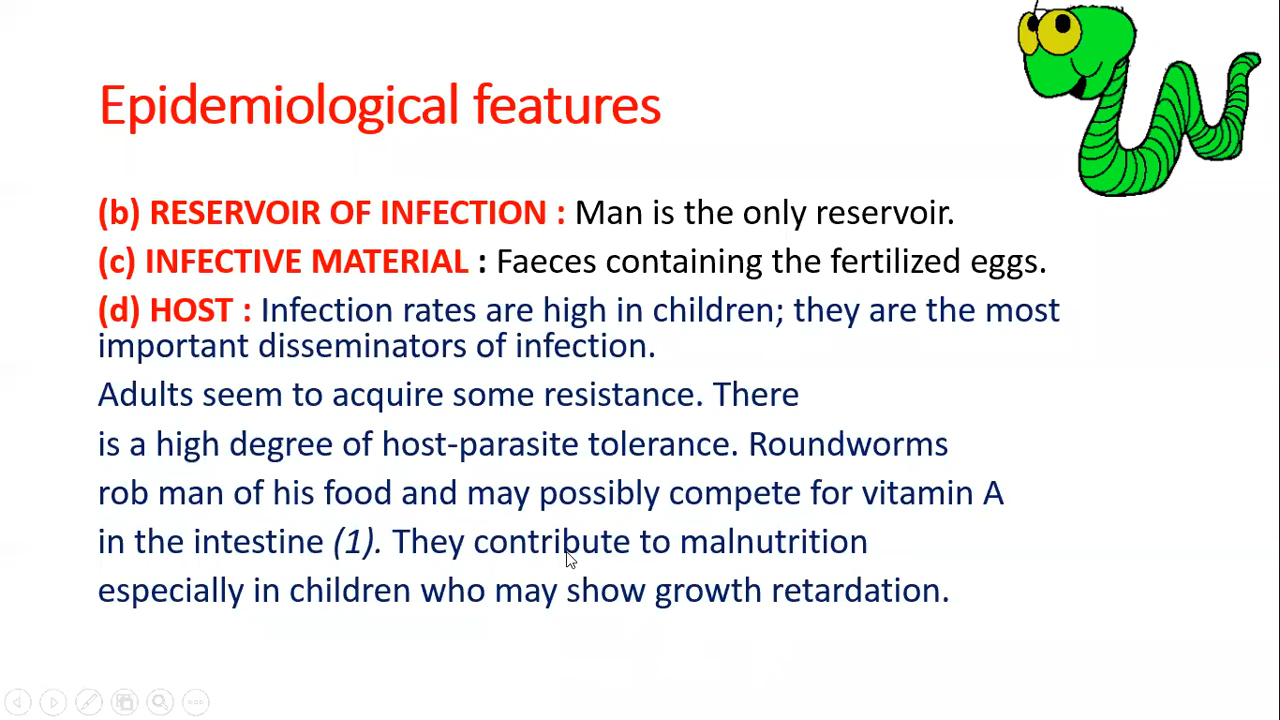 Epidemiological features
(b) RESERVOIR OF INFECTION : Man is the only reservoir.
(c) INFECTIVE MATERIAL : Faeces containing the fertilized eggs.
(d) HOST : Infection rates are high in children; they are the most
important disseminators of infection.
Adults seem to acquire some resistance. There
is a high degree of host-parasite tolerance. Roundworms
rob man of his food and may possibly compete for vitamin A
in the intestine (1). They contribute to malnutrition
especially in children who may show growth retardation.